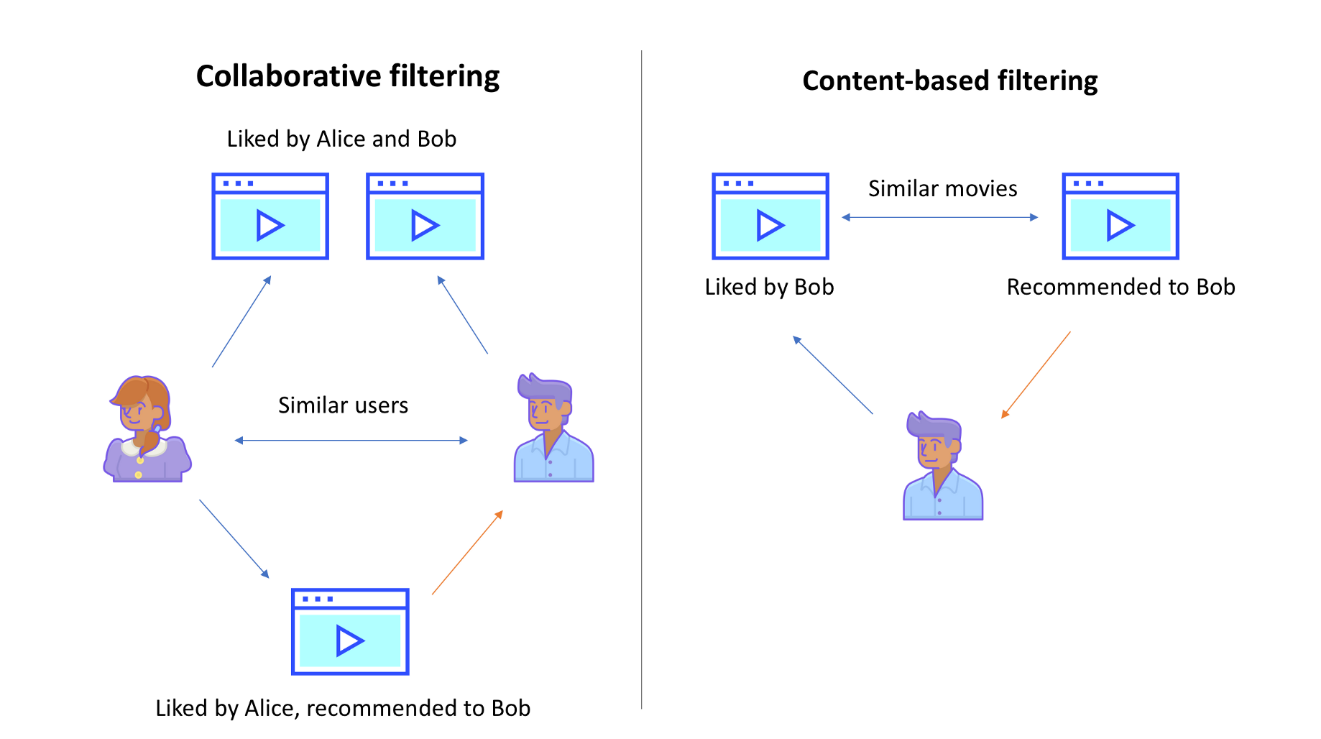 Collaborative filtering
Liked by Alice and Bob
Similar users
Liked by Alice, recommended to Bob
Content-based filtering
Similar movies
Liked by Bob
Recommended to Bob